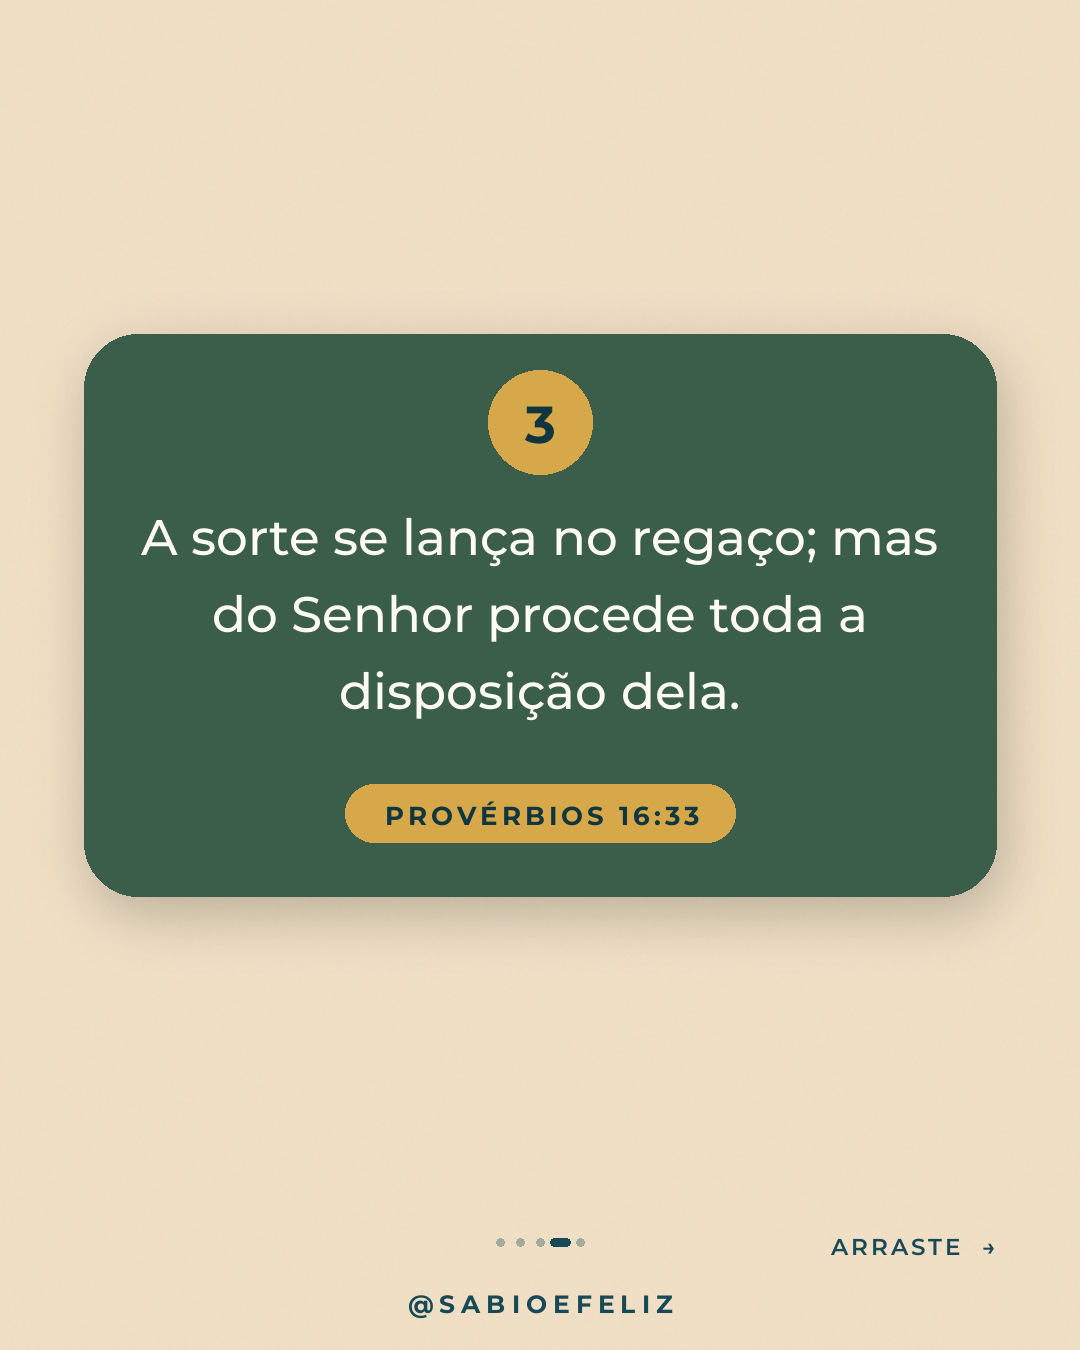 3
A sorte se lança no regaço; mas
do Senhor procede toda a
disposição dela.
PROVÉRBIOS 16:33
ARRASTE →
@SABIOEFELIZ